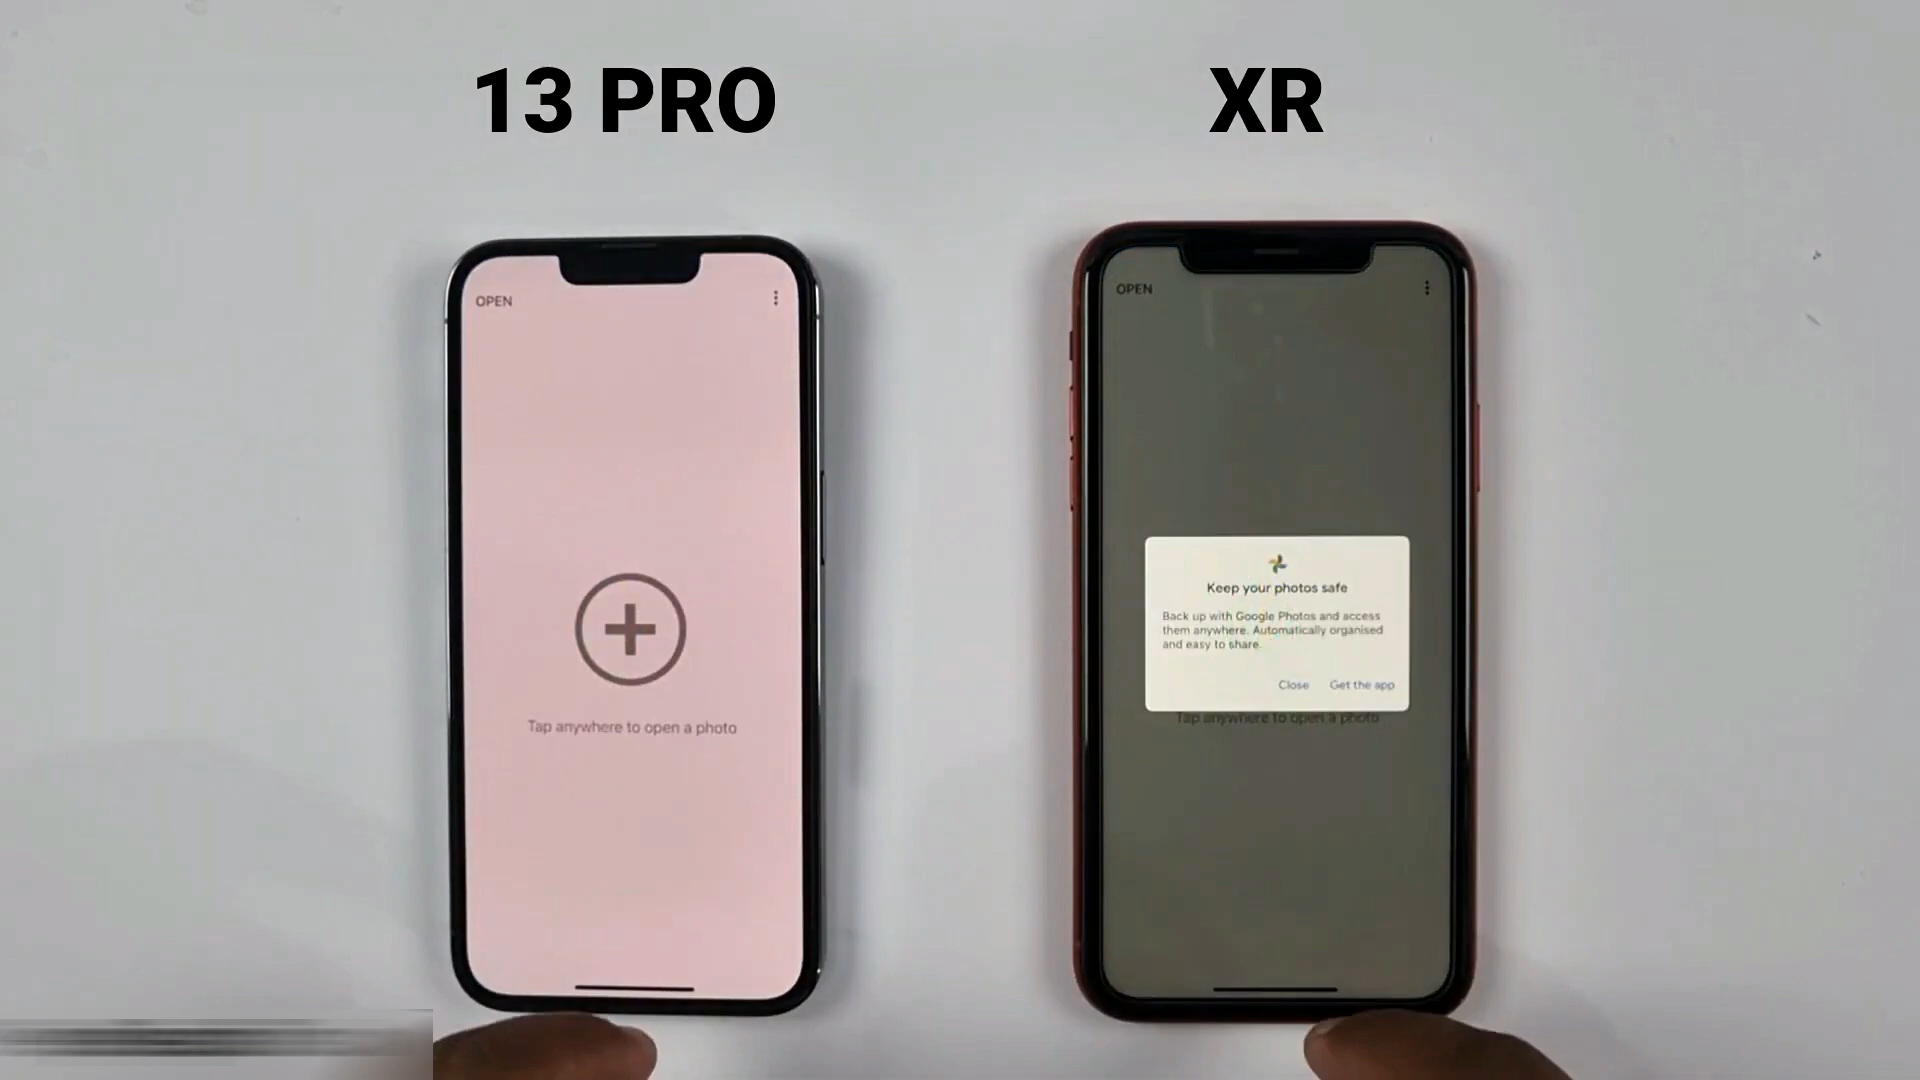 13 PRO
XR
OPEN
Tap anywhere to open a photo
OPEN
Keep your photos safe
Back up with Google Photos and access
them anywhere. Automatically organised
and easy to share.
Close
Get the app
Tap anywhere to open a photo